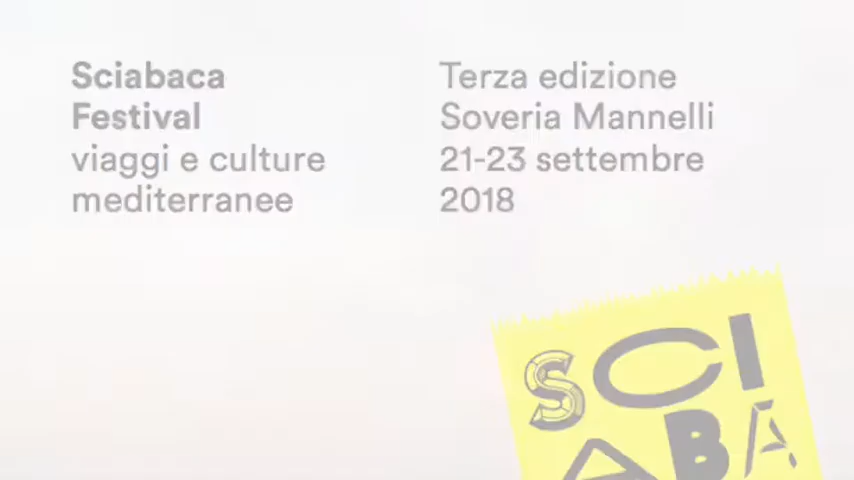 Sciabaca
Festival
viaggi e culture
mediterranee
Terza edizione
Soveria Mannelli
21-23 settembre
2018
SCI
ABA